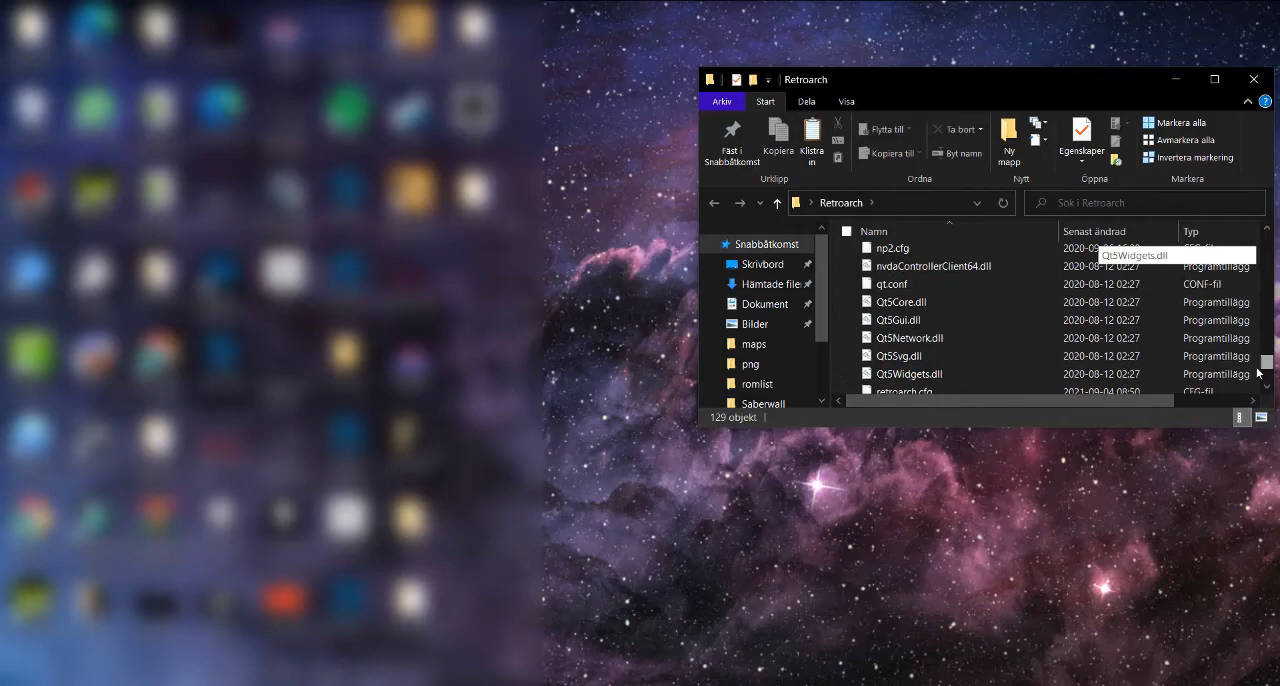 Retroarch
Arkiv Start Dela Visa
Fäst i Snabbåtkomst
Kopiera
Klistra in
Flytta till
Kopiera till
Ta bort
Byt namn
Ny mapp
Egenskaper
Markera alla
Avmarkera alla
Invertera markering
Urklipp Ordna Nytt Öppna Markera
Retroarch
Sök i Retroarch
Snabbåtkomst
Skrivbord
Hämtade file
Dokument
Bilder
maps
png
romlist
Saberwall
Namn Senast ändrad Typ
np2.cfg
Qt5Widgets.dll
nvdaControllerClient64.dll 2020-08-12 02:27 Programtillägg
qt.conf 2020-08-12 02:27 CONF-fil
Qt5Core.dll 2020-08-12 02:27 Programtillägg
Qt5Gui.dll 2020-08-12 02:27 Programtillägg
Qt5Network.dll 2020-08-12 02:27 Programtillägg
Qt5Svg.dll 2020-08-12 02:27 Programtillägg
Qt5Widgets.dll 2020-08-12 02:27 Programtillägg
retroarch.cfg 2021-09-04 08:50 CFG-fil
129 objekt